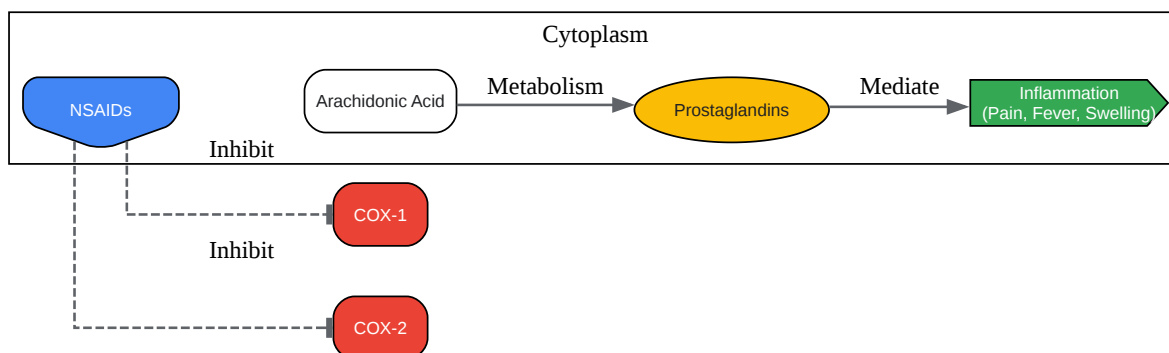 Cytoplasm
NSAIDs
Arachidonic Acid
Metabolism
Prostaglandins
Mediate
Inflammation
(Pain, Fever, Swelling)
Inhibit
COX-1
Inhibit
COX-2